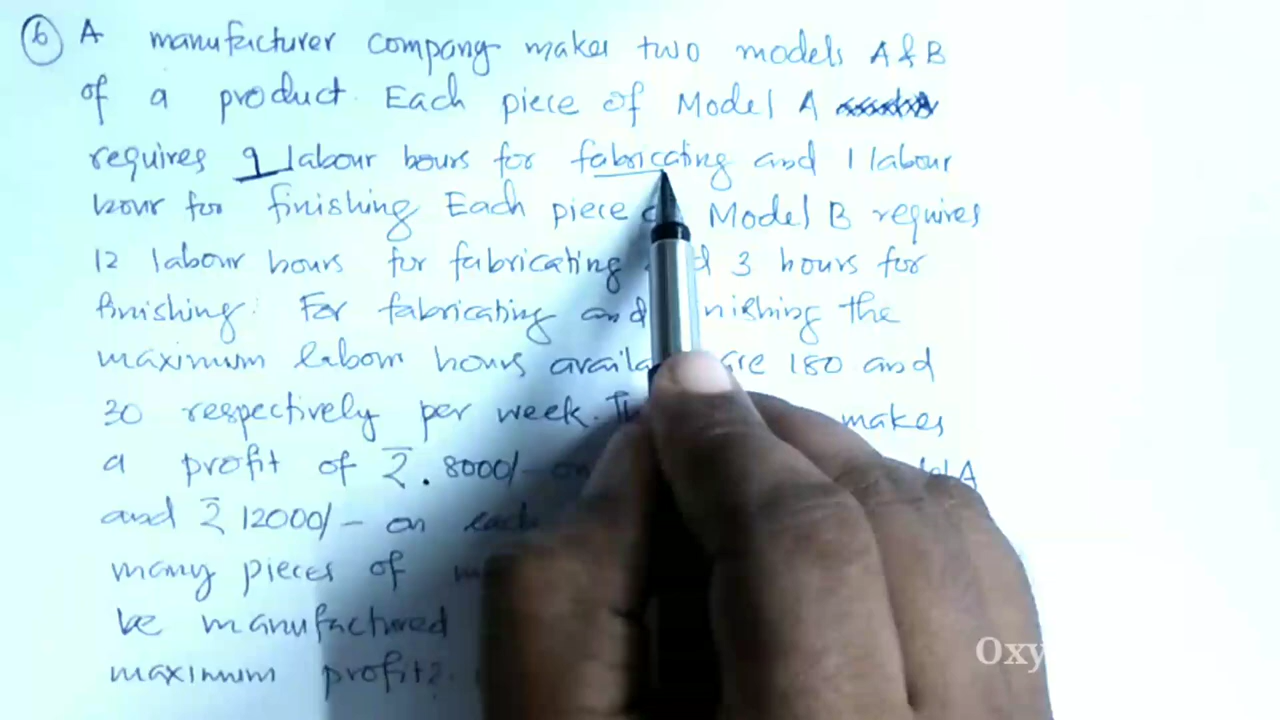 6 A manufacturer company makes two models A & B
of a product. Each piece of Model A
requires 9 labour hours for fabricating and 1 labour
hour for finishing Each piece Model B requires
12 labour hours for fabricating 3 hours for
finishing. For fabricating and the
maximum labour hours 180 and
30 respectively per week. makes
a profit of ₹.8000/- on A
and ₹ 12000/- on each
many pieces of
be manufactured
maximum profit?
Oxy